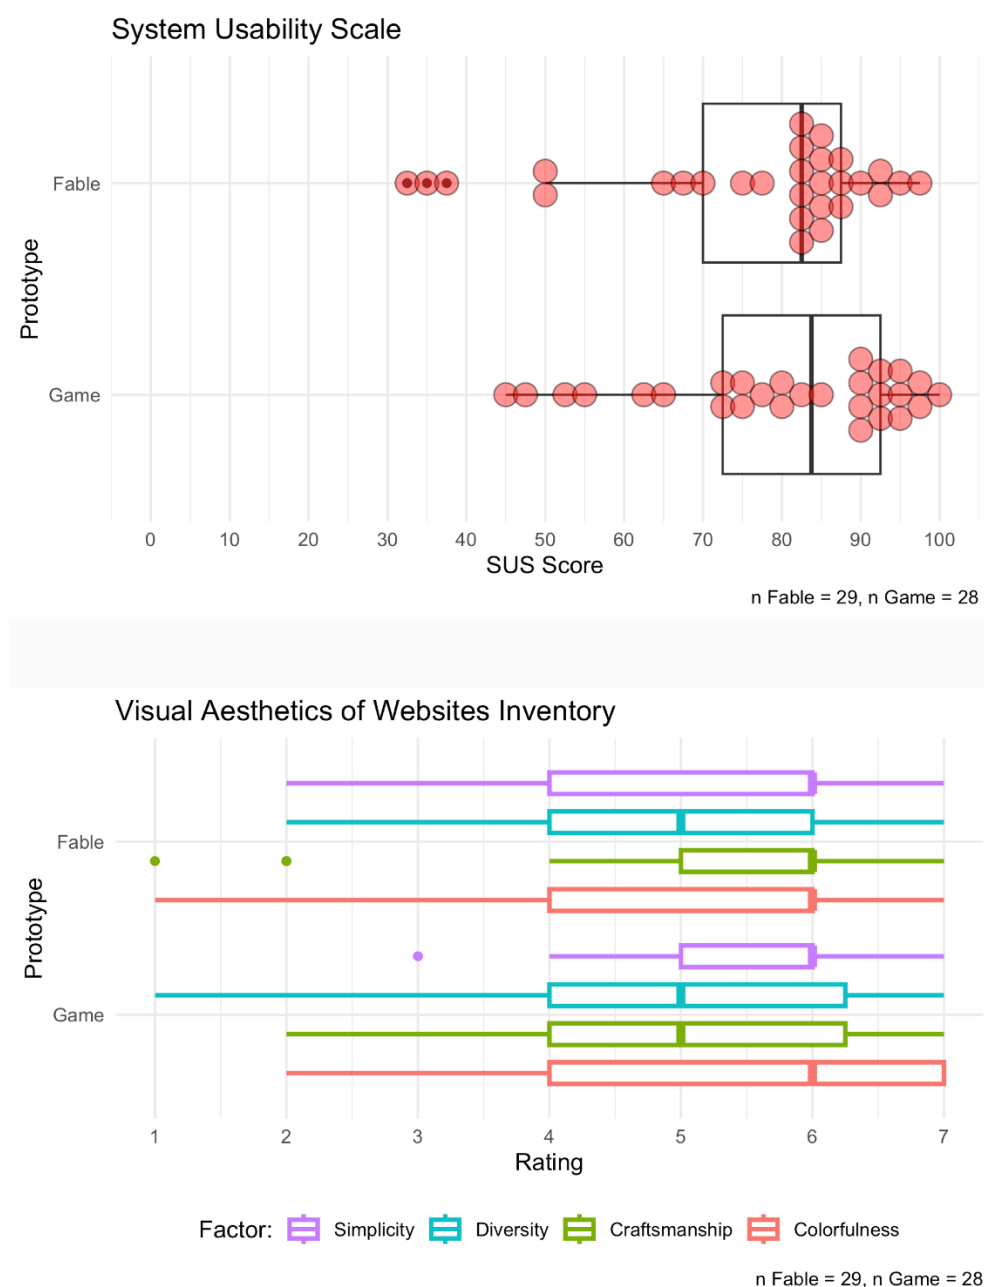 System Usability Scale
Prototype
Fable
Game
0 10 20 30 40 50 60 70 80 90 100
SUS Score
n Fable = 29, n Game = 28
Visual Aesthetics of Websites Inventory
Prototype
Fable
Game
1 2 3 4 5 6 7
Rating
Factor: Simplicity Diversity Craftsmanship Colorfulness
n Fable = 29, n Game = 28